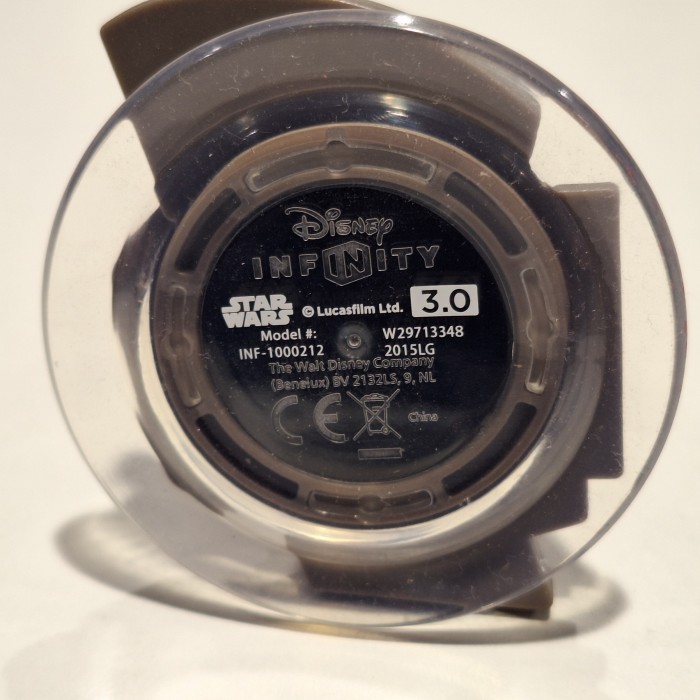 Disney
INFINITY
STAR WARS © Lucasfilm Ltd. 3.0
Model #: W29713348
INF-1000212 2015LG
The Walt Disney Company
(Benelux) BV 2132LS, 9, NL
CE China